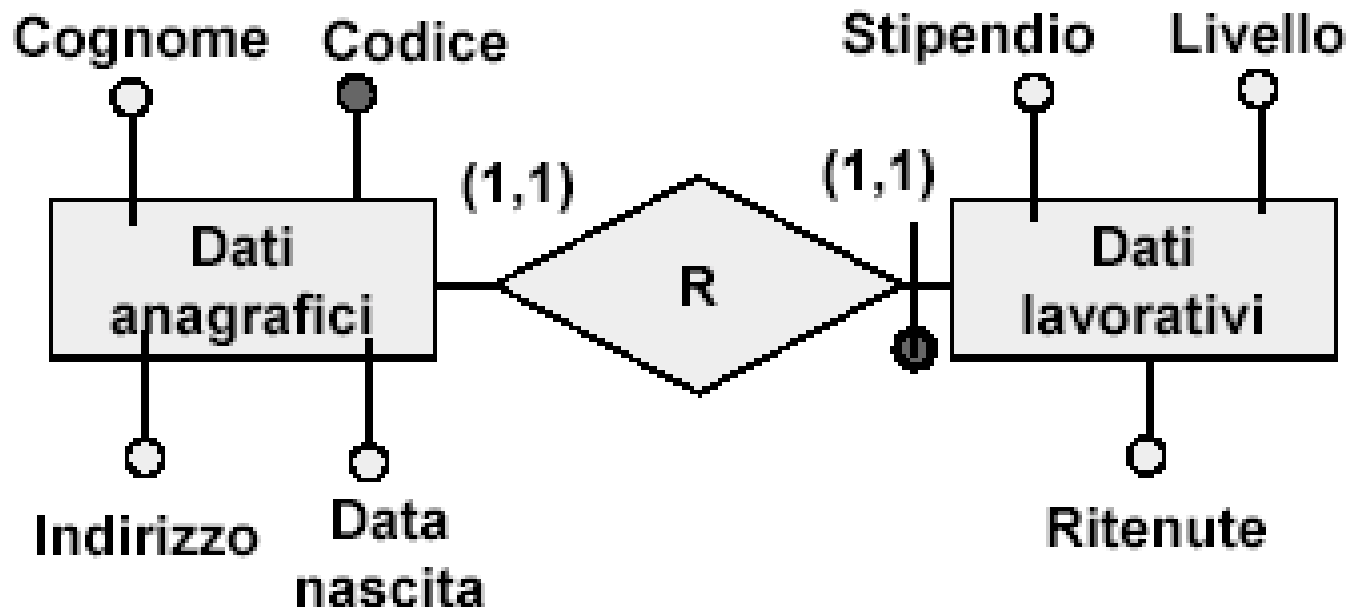 Cognome
Codice
Stipendio
Livello
(1,1)
(1,1)
Dati
anagrafici
R
Dati
lavorativi
Indirizzo
Data
nascita
Ritenute